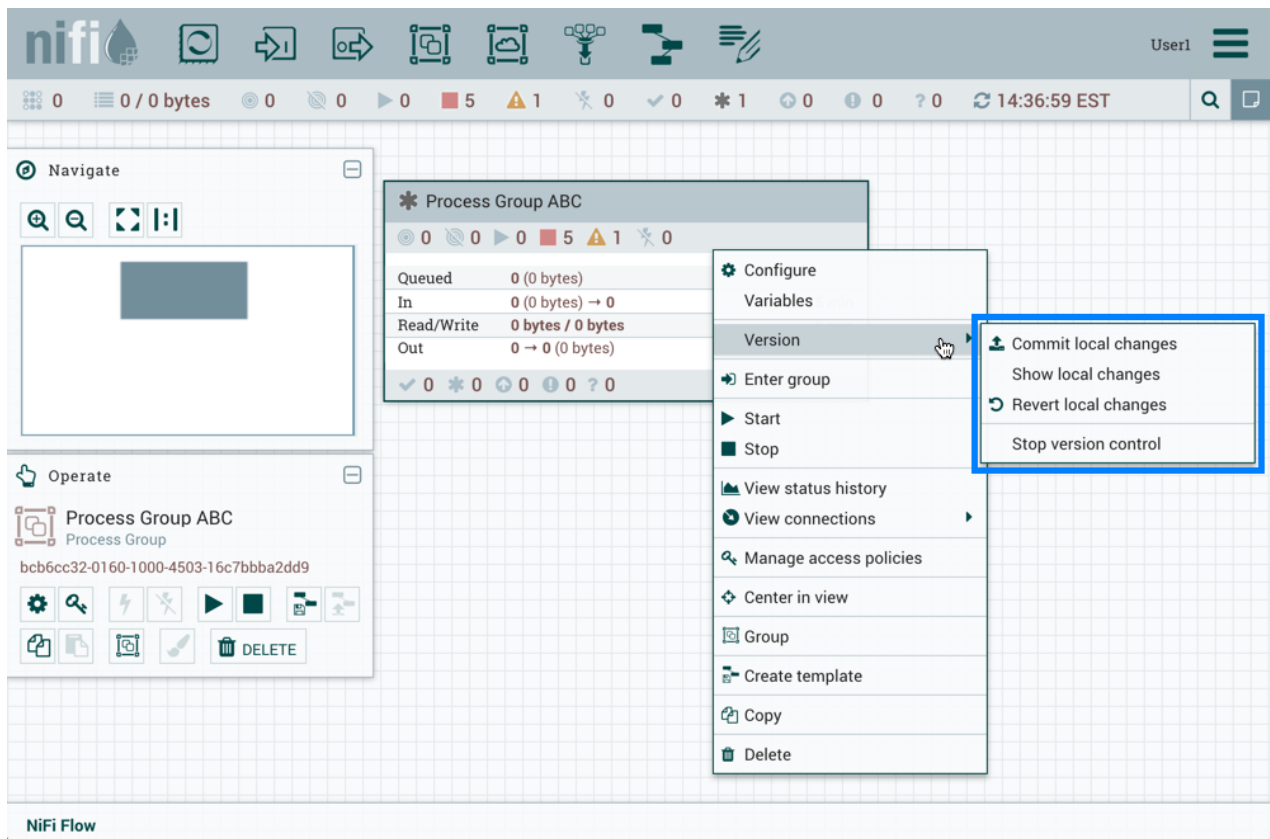 nifi
User1
0 0 / 0 bytes 0 0 0 5 1 0 0 1 0 0 ? 0 14:36:59 EST
Navigate
Process Group ABC
0 0 0 5 1 0
Queued 0 (0 bytes)
In 0 (0 bytes) → 0
Read/Write 0 bytes / 0 bytes
Out 0 → 0 (0 bytes)
0 0 0 0 ? 0
Configure
Variables
Version
Enter group
Start
Stop
View status history
View connections
Manage access policies
Center in view
Group
Create template
Copy
Delete
Commit local changes
Show local changes
Revert local changes
Stop version control
Operate
Process Group ABC
Process Group
bcb6cc32-0160-1000-4503-16c7bbba2dd9
DELETE
NiFi Flow